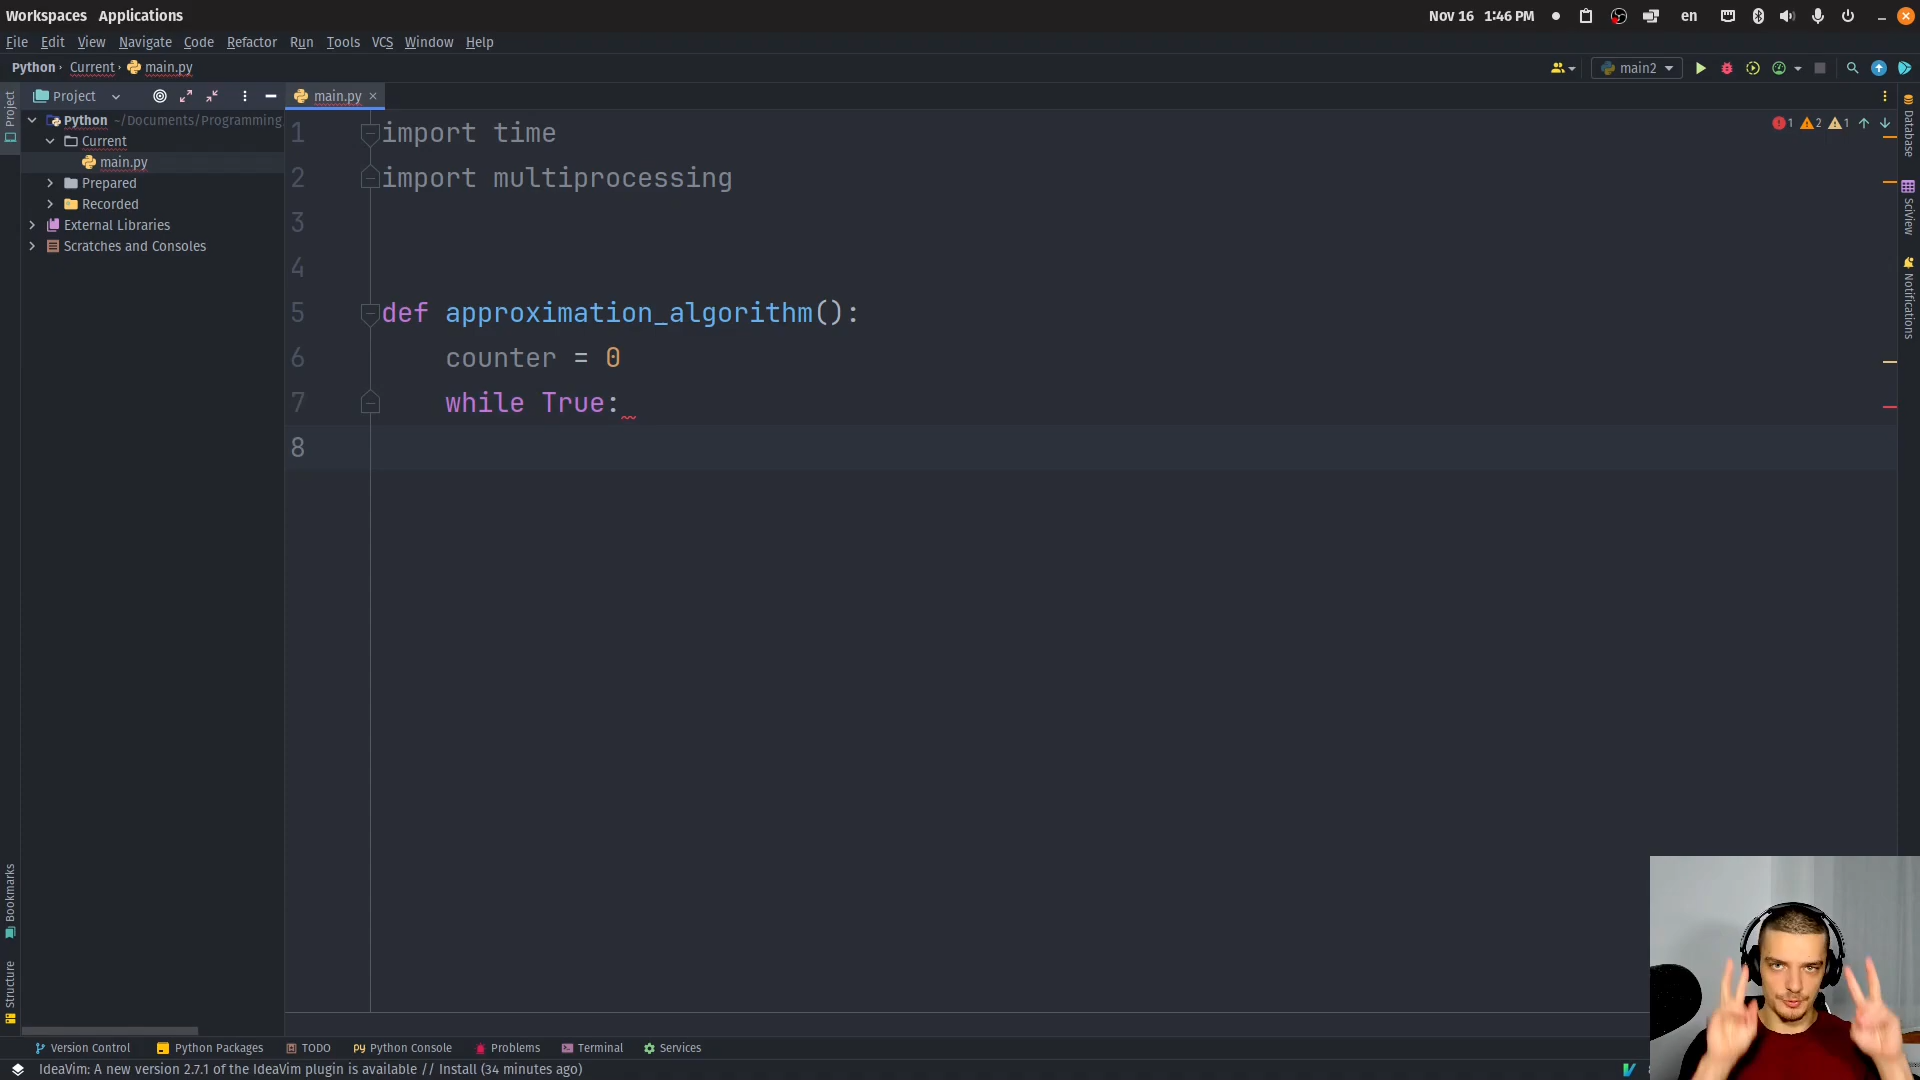 Workspaces Applications Nov 16 1:46 PM en
File Edit View Navigate Code Refactor Run Tools VCS Window Help
Python Current main.py main2
Project main.py
Python ~/Documents/Programming
Current
main.py
Prepared
Recorded
External Libraries
Scratches and Consoles
1 import time
2 import multiprocessing
3
4
5 def approximation_algorithm():
6 counter = 0
7 while True:
8
1 2 1
Project
Bookmarks
Structure
Database
SciView
Notifications
Version Control Python Packages TODO Python Console Problems Terminal Services
IdeaVim: A new version 2.7.1 of the IdeaVim plugin is available // Install (34 minutes ago)